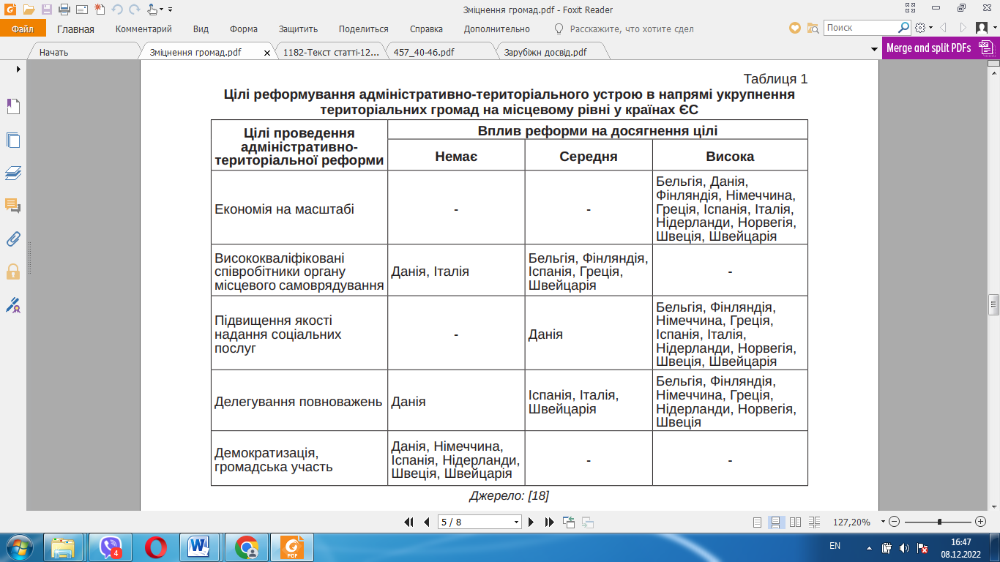 Зміцнення громад.pdf - Foxit Reader
Файл Главная Комментарий Вид Форма Защитить Поделиться Справка Дополнительно Расскажите, что хотите сдел Поиск
Начать Зміцнення громад.pdf 1182-Текст статті-12... 457_40-46.pdf Зарубіжн досвід.pdf Merge and split PDFs
Таблиця 1
Цілі реформування адміністративно-територіального устрою в напрямі укрупнення
територіальних громад на місцевому рівні у країнах ЄС
Цілі проведення
адміністративно-
територіальної реформи
Вплив реформи на досягнення цілі
Немає Середня Висока
Економія на масштабі
-
-
Бельгія, Данія,
Фінляндія, Німеччина,
Греція, Іспанія, Італія,
Нідерланди, Норвегія,
Швеція, Швейцарія
Висококваліфіковані
співробітники органу
місцевого самоврядування
Данія, Італія
Бельгія, Фінляндія,
Іспанія, Греція,
Швейцарія
-
Підвищення якості
надання соціальних
послуг
-
Данія
Бельгія, Фінляндія,
Німеччина, Греція,
Іспанія, Італія,
Нідерланди, Норвегія,
Швеція, Швейцарія
Делегування повноважень
Данія
Іспанія, Італія,
Швейцарія
Бельгія, Фінляндія,
Німеччина, Греція,
Нідерланди, Норвегія,
Швеція
Демократизація,
громадська участь
Данія, Німеччина,
Іспанія, Нідерланди,
Швеція, Швейцарія
-
-
Джерело: [18]
5 / 8 127,20%
4 W PDF EN 16:47
08.12.2022